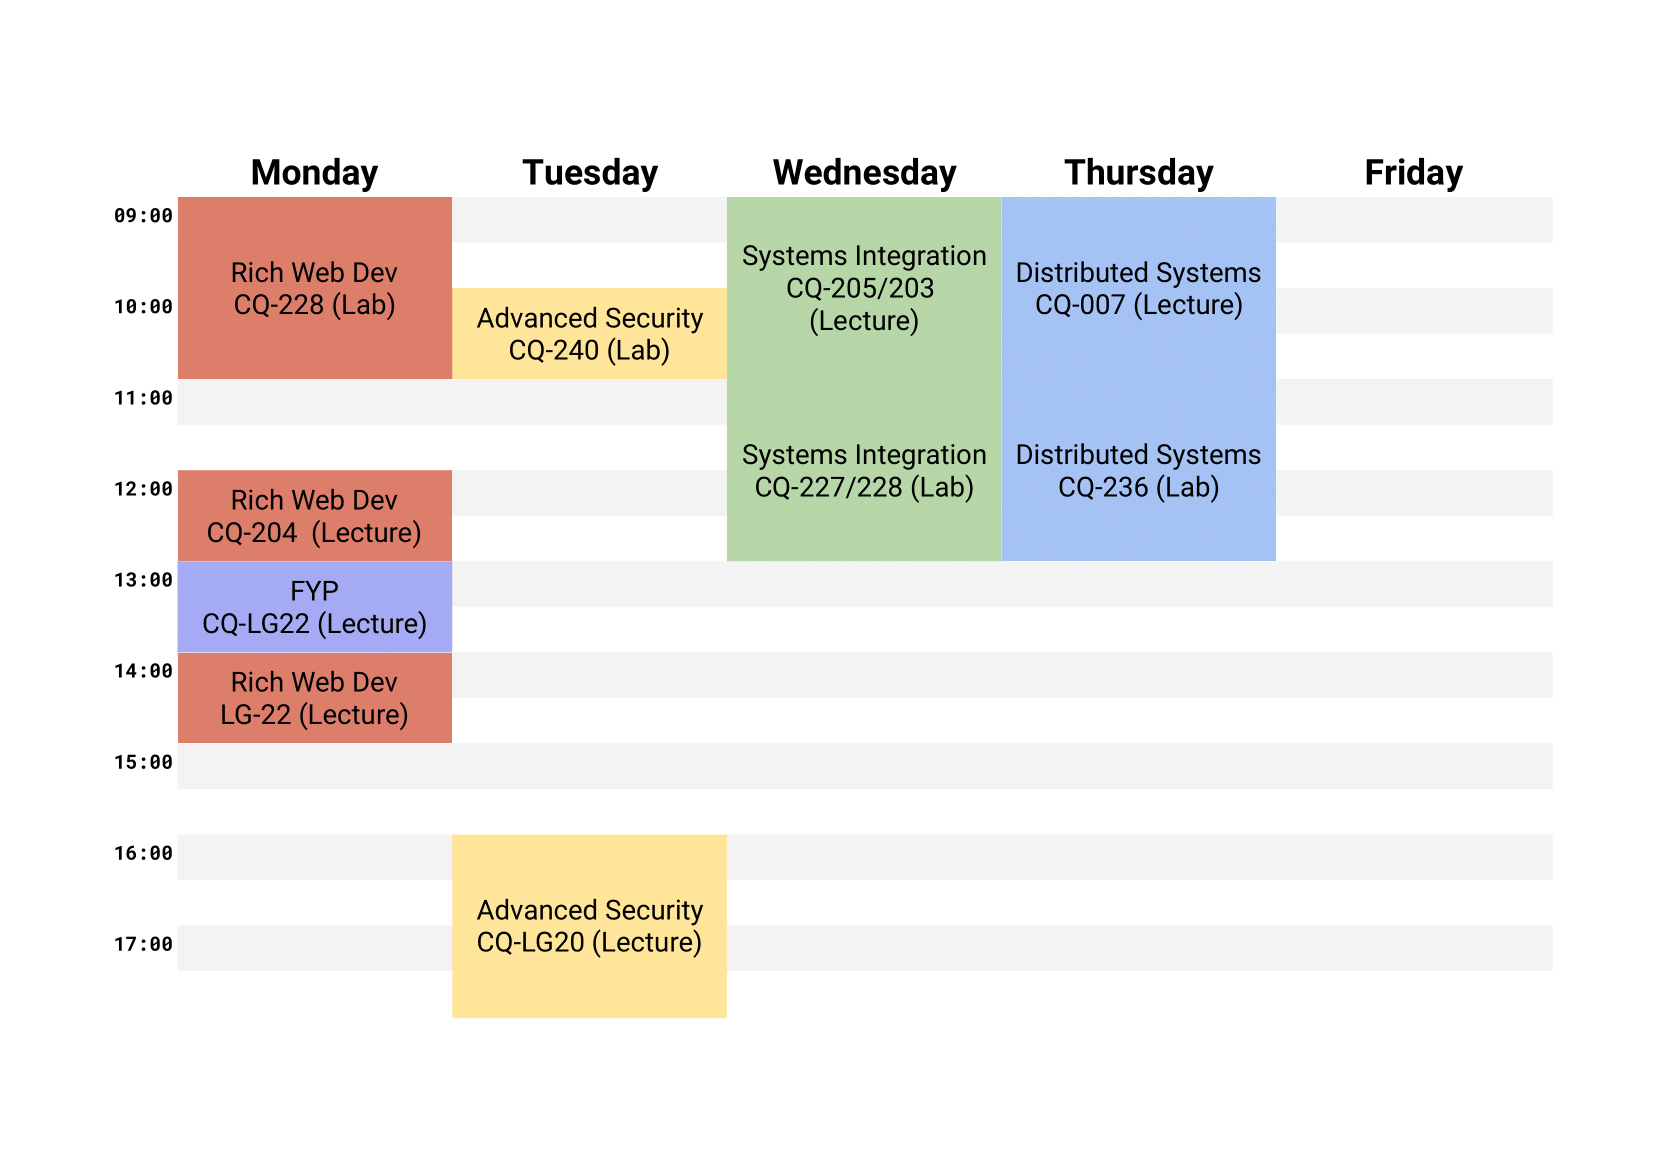 Monday Tuesday Wednesday Thursday Friday
09:00
Rich Web Dev
CQ-228 (Lab)
Systems Integration
CQ-205/203
(Lecture)
Distributed Systems
CQ-007 (Lecture)
10:00
Advanced Security
CQ-240 (Lab)
11:00
Systems Integration
CQ-227/228 (Lab)
Distributed Systems
CQ-236 (Lab)
12:00
Rich Web Dev
CQ-204  (Lecture)
13:00
FYP
CQ-LG22 (Lecture)
14:00
Rich Web Dev
LG-22 (Lecture)
15:00
16:00
Advanced Security
CQ-LG20 (Lecture)
17:00